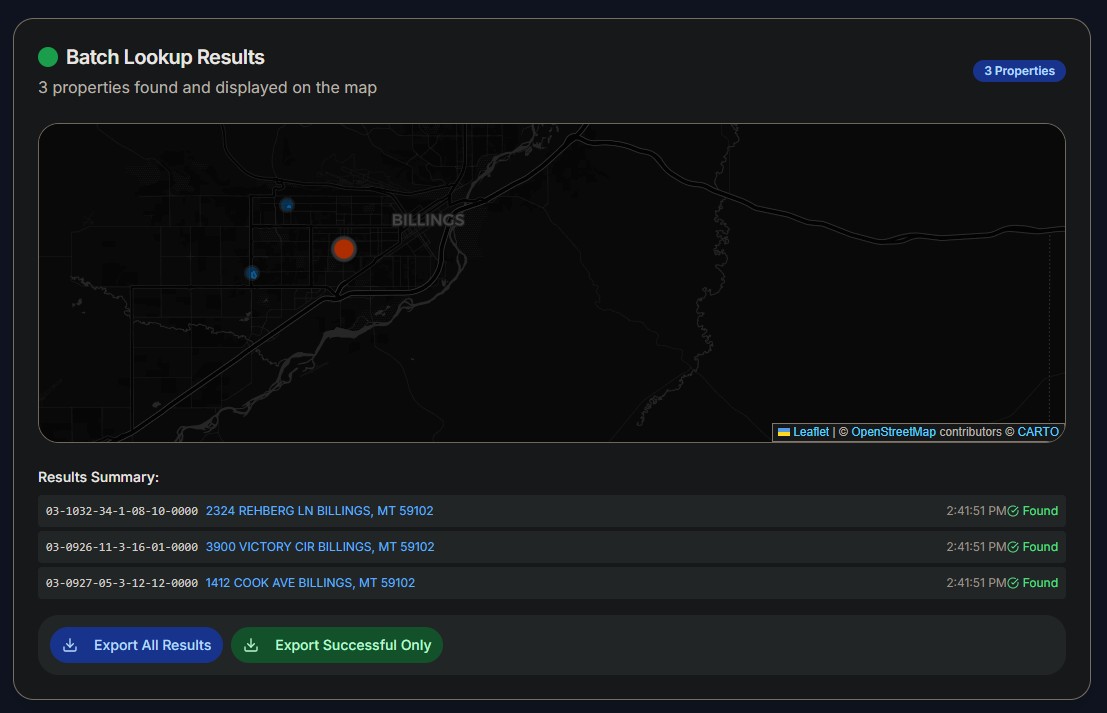 Batch Lookup Results
3 properties found and displayed on the map
3 Properties
BILLINGS
Leaflet | © OpenStreetMap contributors © CARTO
Results Summary:
03-1032-34-1-08-10-0000 2324 REHBERG LN BILLINGS, MT 59102 2:41:51 PM Found
03-0926-11-3-16-01-0000 3900 VICTORY CIR BILLINGS, MT 59102 2:41:51 PM Found
03-0927-05-3-12-12-0000 1412 COOK AVE BILLINGS, MT 59102 2:41:51 PM Found
Export All Results
Export Successful Only